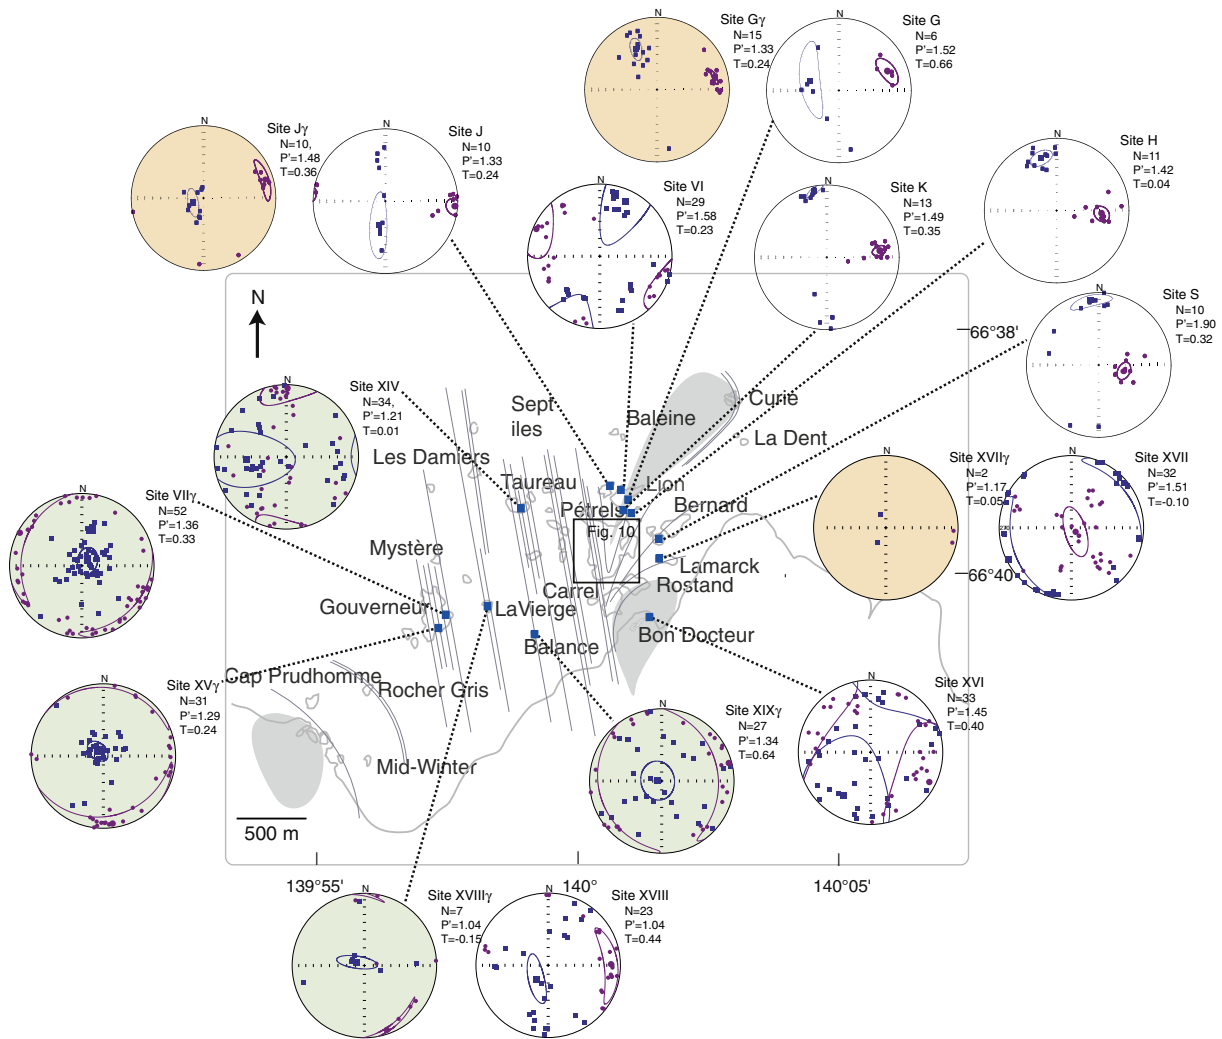 N
Site Gγ
N=15
P'=1.33
T=0.24
N
Site G
N=6
P'=1.52
T=0.66
N
Site Jγ
N=10,
P'=1.48
T=0.36
N
Site J
N=10
P'=1.33
T=0.24
N
Site H
N=11
P'=1.42
T=0.04
N
Site VI
N=29
P'=1.58
T=0.23
N
Site K
N=13
P'=1.49
T=0.35
N
Site S
N=10
P'=1.90
T=0.32
N
66°38'
N
Site XIV
N=34,
P'=1.21
T=0.01
Sept
iles
Baleine
Curie
La Dent
Les Damiers
Taureau
Lion
Bernard
Pétrels
Fig. 10
N
Site XVIIγ
N=2
P'=1.17
T=0.05
N
Site XVII
N=32
P'=1.51
T=-0.10
N
Site VIIγ
N=52
P'=1.36
T=0.33
Mystère
Lamarck
Rostand
66°40'
Carrel
Gouverneur
LaVierge
Balance
Bon Docteur
N
Site XVγ
N=31
P'=1.29
T=0.24
Cap Prudhomme
Rocher Gris
Mid-Winter
N
Site XIXγ
N=27
P'=1.34
T=0.64
N
Site XVI
N=33
P'=1.45
T=0.40
500 m
139°55'
140°
140°05'
N
Site XVIIIγ
N=7
P'=1.04
T=-0.15
N
Site XVIII
N=23
P'=1.04
T=0.44